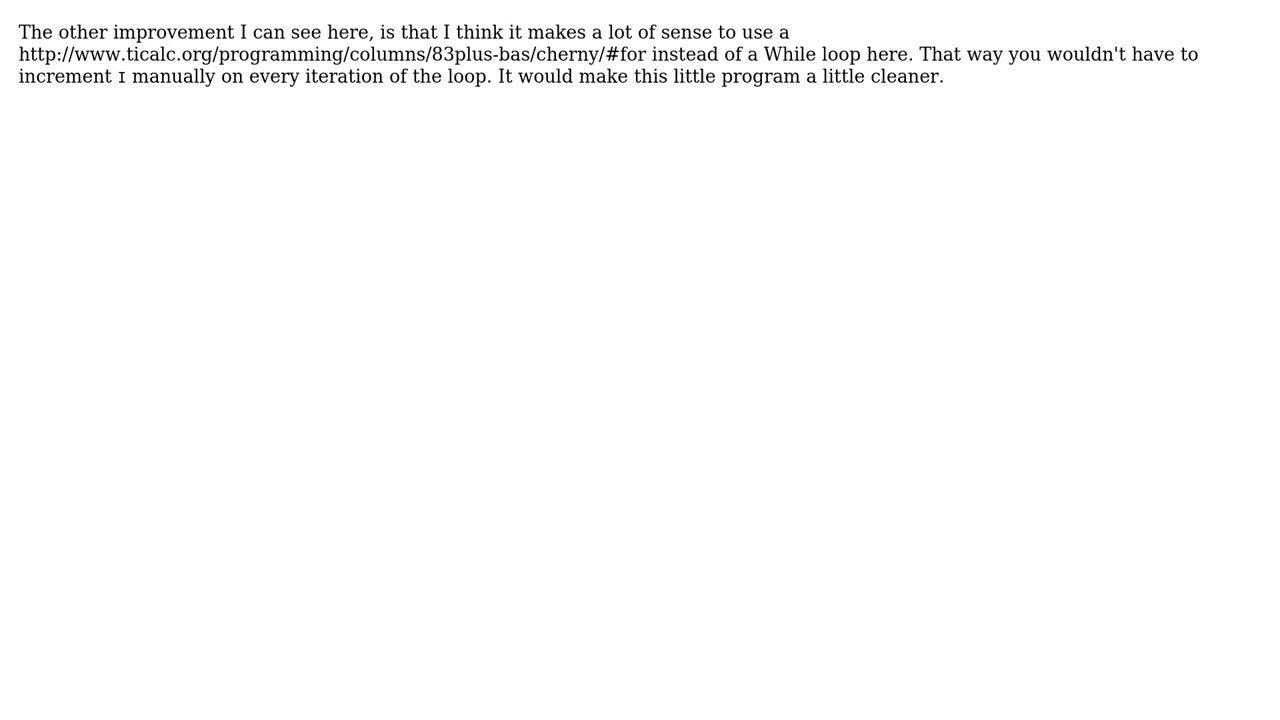 The other improvement I can see here, is that I think it makes a lot of sense to use a
http://www.ticalc.org/programming/columns/83plus-bas/cherny/#for instead of a While loop here. That way you wouldn't have to
increment I manually on every iteration of the loop. It would make this little program a little cleaner.